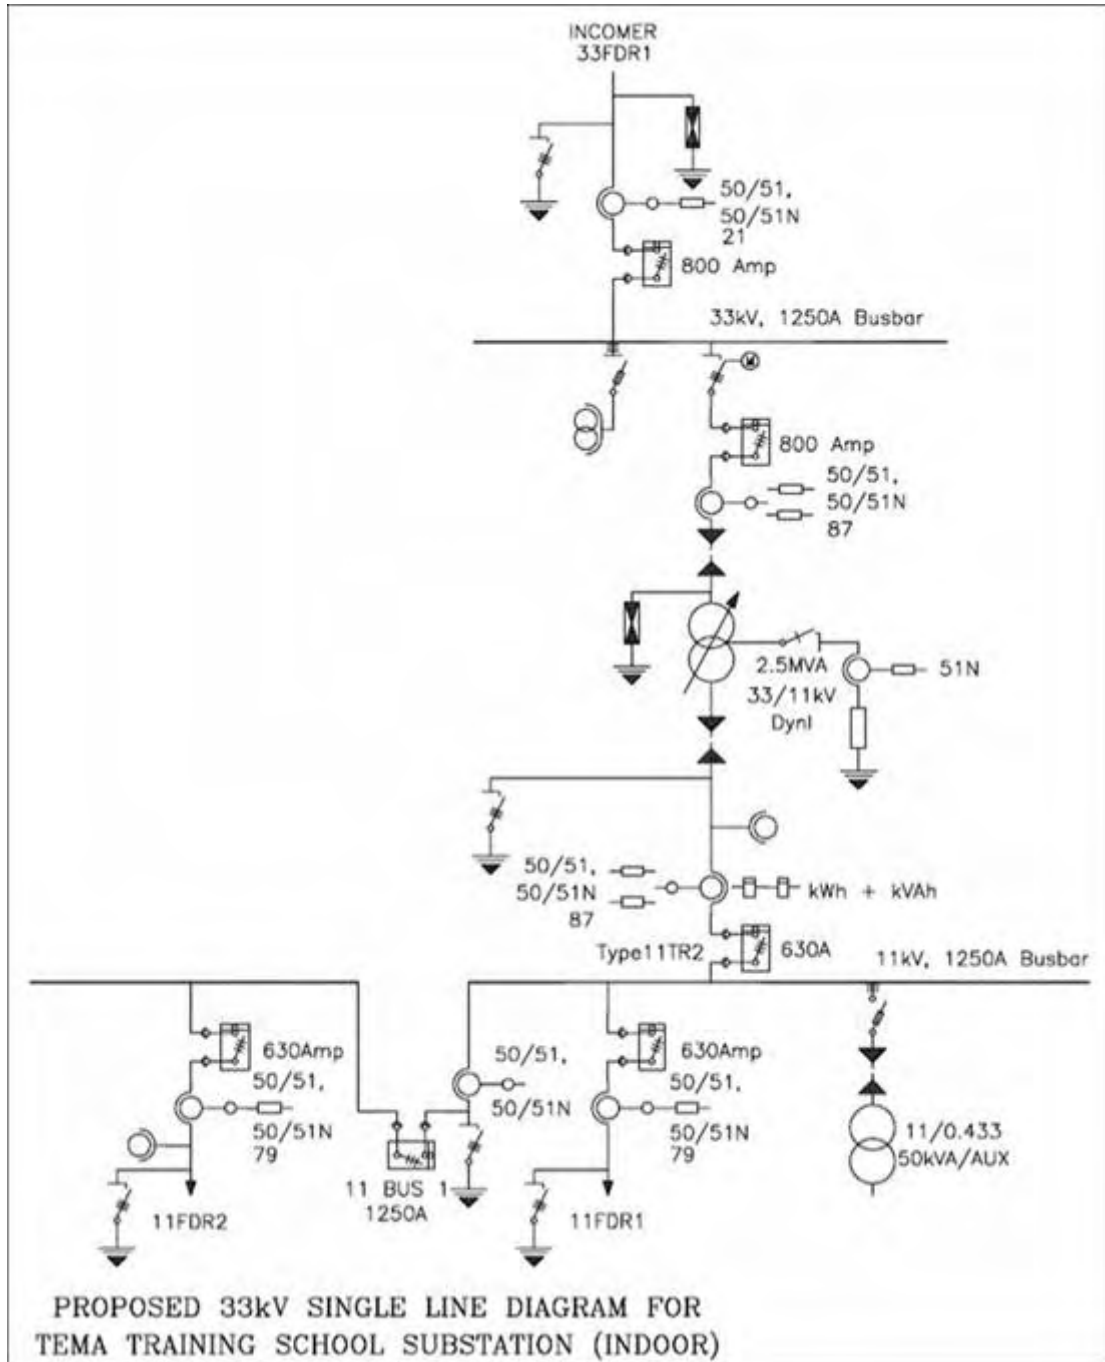 INCOMER
33FDR1
50/51,
50/51N
21
800 Amp
33kV, 1250A Busbar
M
800 Amp
50/51,
50/51N
87
2.5MVA
33/11kV
Dyn1
51N
50/51,
50/51N
87
kWh + kVAh
Type11TR2
630A
11kV, 1250A Busbar
630Amp
50/51,
50/51N
79
11FDR2
50/51,
50/51N
11 BUS 1
1250A
630Amp
50/51,
50/51N
79
11FDR1
11/0.433
50kVA/AUX
PROPOSED 33kV SINGLE LINE DIAGRAM FOR
TEMA TRAINING SCHOOL SUBSTATION (INDOOR)